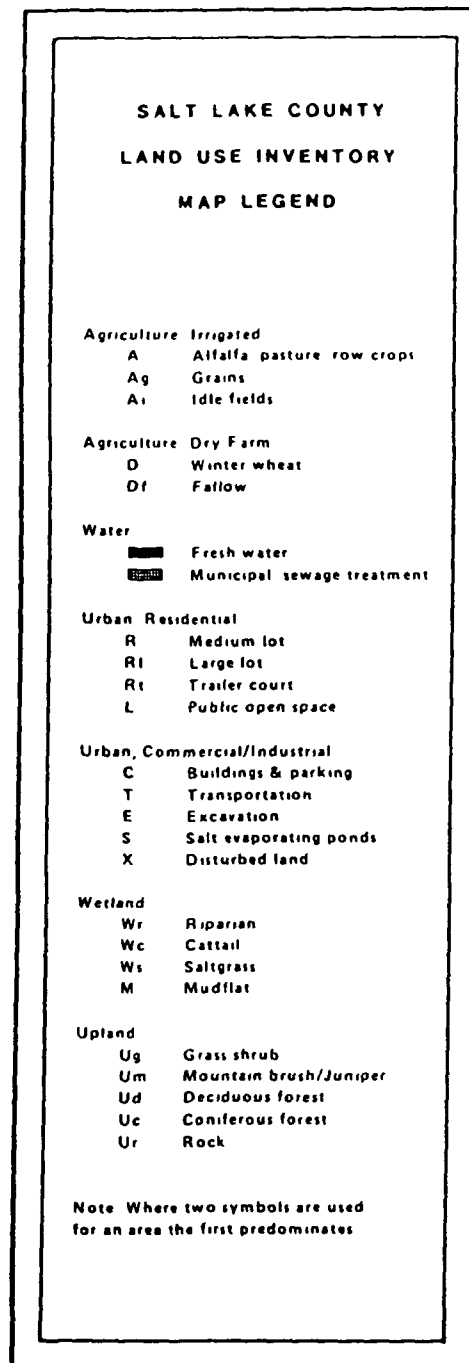 SALT LAKE COUNTY
LAND USE INVENTORY
MAP LEGEND
Agriculture Irrigated
A Alfalfa pasture row crops
Ag Grains
Ai Idle fields
Agriculture Dry Farm
D Winter wheat
Df Fallow
Water
Fresh water
Municipal sewage treatment
Urban Residential
R Medium lot
Rl Large lot
Rt Trailer court
L Public open space
Urban, Commercial/Industrial
C Buildings & parking
T Transportation
E Excavation
S Salt evaporating ponds
X Disturbed land
Wetland
Wr Riparian
Wc Cattail
Ws Saltgrass
M Mudflat
Upland
Ug Grass shrub
Um Mountain brush/Juniper
Ud Deciduous forest
Uc Coniferous forest
Ur Rock
Note Where two symbols are used
for an area the first predominates